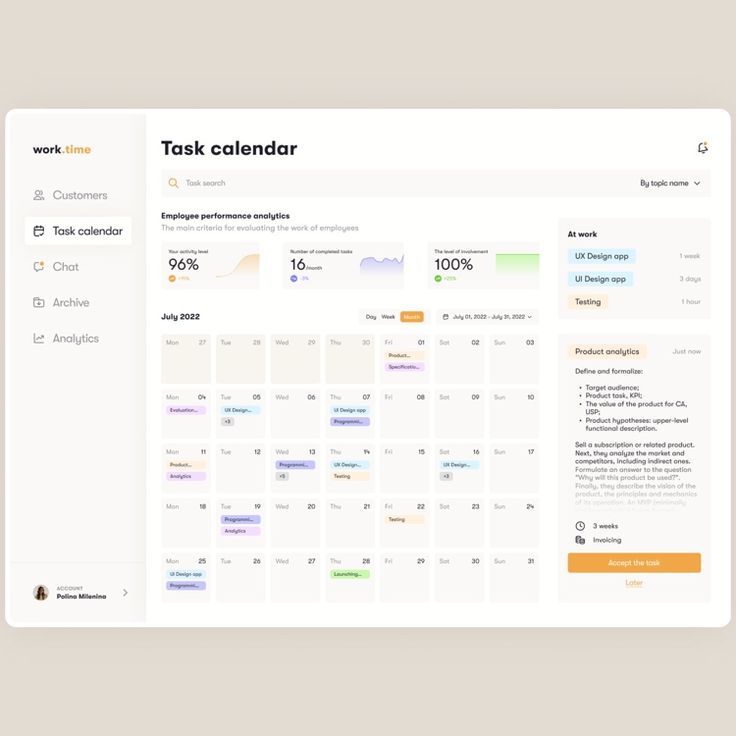 work.time
Customers
Task calendar
Chat
Archive
Analytics
ACCOUNT
Polina Milenina
Task calendar
Task search
By topic name
Employee performance analytics
The main criteria for evaluating the work of employees
Your activity level
96%
Number of completed tasks
16/month
-3%
The level of involvement
100%
+25%
July 2022
Day Week Month
July 01, 2022 - July 31, 2022
Mon 27 Tue 28 Wed 29 Thu 30 Fri 01 Sat 02 Sun 03
Product...
Specificatio...
Mon 04 Tue 05 Wed 06 Thu 07 Fri 08 Sat 09 Sun 10
Evaluation... UX Design... UI Design app
+3 Programmi...
Mon 11 Tue 12 Wed 13 Thu 14 Fri 15 Sat 16 Sun 17
Product... Programmi... UX Design... UX Design...
Analytics +5 Testing +3
Mon 18 Tue 19 Wed 20 Thu 21 Fri 22 Sat 23 Sun 24
Programmi... Testing
Analytics
Mon 25 Tue 26 Wed 27 Thu 28 Fri 29 Sat 30 Sun 31
UI Design app Launching...
Programmi...
At work
UX Design app 1 week
UI Design app 3 days
Testing 1 hour
Product analytics Just now
Define and formalize:
• Target audience;
• Product task, KPI;
• The value of the product for CA,
USP;
• Product hypotheses: upper-level
functional description.
Sell a subscription or related product.
Next, they analyze the market and
competitors, including indirect ones.
Formulate an answer to the question
"Why will this product be used?".
Finally, they describe the vision of the
product, the principles and mechanics
of its operation. An MVP (minimally
3 weeks
Invoicing
Accept the task
Later